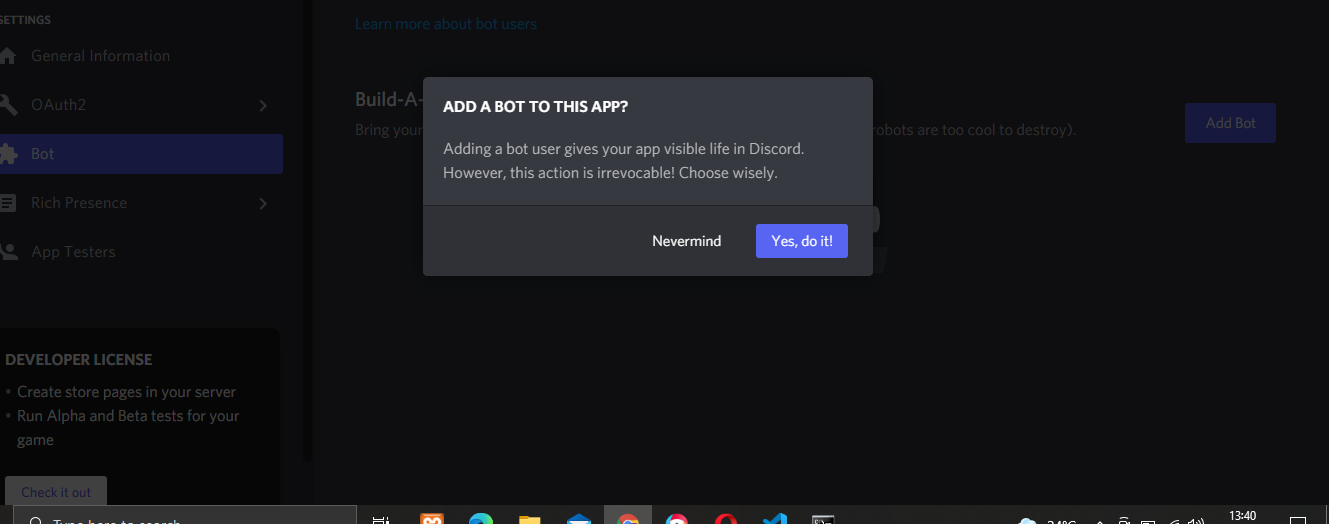 SETTINGS
General Information
OAuth2
Bot
Rich Presence
App Testers
DEVELOPER LICENSE
• Create store pages in your server
• Run Alpha and Beta tests for your
game
Check it out
Learn more about bot users
Build-A-
Bring your
robots are too cool to destroy).
Add Bot
ADD A BOT TO THIS APP?
Adding a bot user gives your app visible life in Discord.
However, this action is irrevocable! Choose wisely.
Nevermind
Yes, do it!
Type here to search
13:40